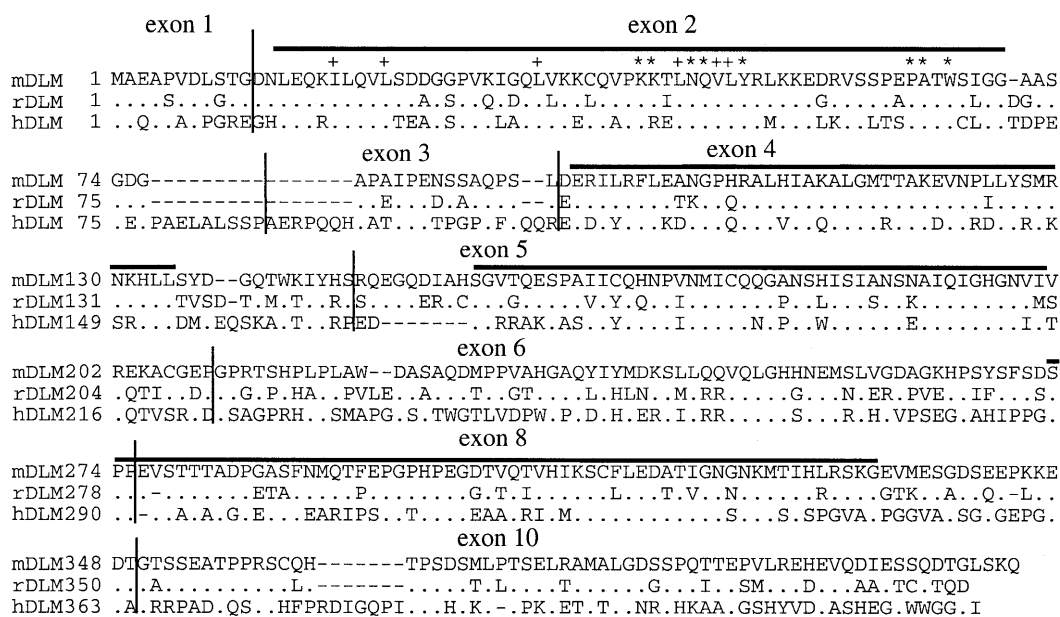 exon 1 exon 2
+ + + ** +**++* ** *
mDLM 1 MAEAPVDLSTGDNLEQKILQVLSDDGGPVKIGQLVKKCQVPKKTLNQVLYRLKKEDRVSSPEPATWSIGG-AAS
rDLM 1 ....S...G...................A.S..Q.D..L..L.......I..............G.....A......L..DG..
hDLM 1 ..Q..A.PGREGH...R......TEA.S...LA....E..A..RE..........M...LK..LTS....CL..TDPE
exon 3 exon 4
mDLM 74 GDG--------------------APAIPENSSAQPS--LDERILRFLEANGPHRALHIAKALGMTTAKEVNPLLYSMR
rDLM 75 ...--------------------...E...D.A......--.E........TK..Q...................I.....
hDLM 75 .EPAELALSSPAERPQQH.AT...TPGP.F.QQRE.D.Y...KD...Q...V..Q....R...D..RD..R.K
exon 5
mDLM130 NKHLLSYD--GQTWKIYHSRQEGQDIAHSGVTQESPAIICQHNPVNMICQQGANSHISIANSNAIQIGHGNVIV
rDLM131 .....TVSD-T.M.T..R.S....ER.C...G.....V.Y.Q...I........P..L...S..K.........MS
hDLM149 SR...DM.EQSKA.T..RPED-------..RRAK.AS..Y....I.....N.P..W......E........I.T
exon 6
mDLM202 REKACGEPGPRTSHPLPLAW--DASAQDMPPVAHGAQYIYMDKSLLQQVQLGHHNEMSLVGDAGKHPSYSFSDS
rDLM204 .QTI..D..G.P.HA..PVLE..A....T..GT...L.HLN..M.RR.....G...N.ER.PVE..IF...S
hDLM216 .QTVSR.D.SAGPRH..SMAPG.S.TWGTLVDPW.P.D.H.ER.I.RR.......S..R.H.VPSEG.AHIPPG.
exon 8
mDLM274 PPEVSTTTADPGASFNMQTFEPGPHPEGDTVQTVHIKSCFLEDATIGNGNKMTIHLRSKGEVMESGDSEEPKKE
rDLM278 ..-.......ETA.....P........G.T.I......L...T.V..N......R....GTK..A..Q.-L..
hDLM290 ..-..A.A.G.E...EARIPS..T....EAA.RI.M............S....S.SPGVA.PGGVA.SG.GEPG.
exon 10
mDLM348 DTGTSSEATPPRSCQH-------TPSDSMLPTSELRAMALGDSSPQTTEPVLREHEVQDIESSQDTGLSKQ
rDLM350 ...A..........L.-------.....T.L....T......G...I..SM...D...AA.TC.TQD
hDLM363 .A.RRPAD.QS..HFPRDIGQPI...H.K.-.PK.ET.T..NR.HKAA.GSHYVD.ASHEG.WWGG.I